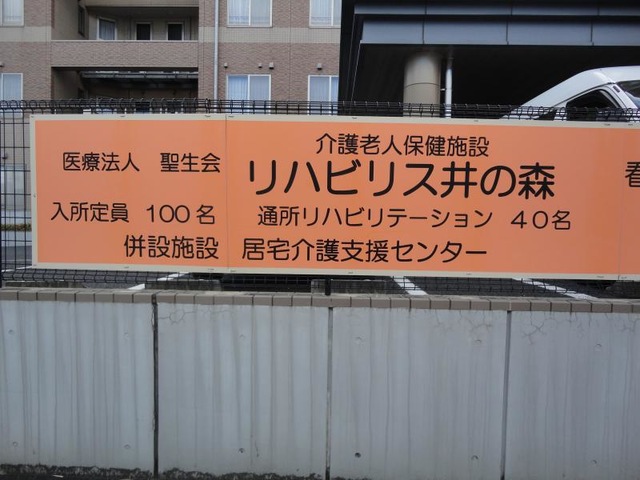 医療法人 聖生会
介護老人保健施設
リハビリス井の森
入所定員 100名
通所リハビリテーション 40名
併設施設 居宅介護支援センター